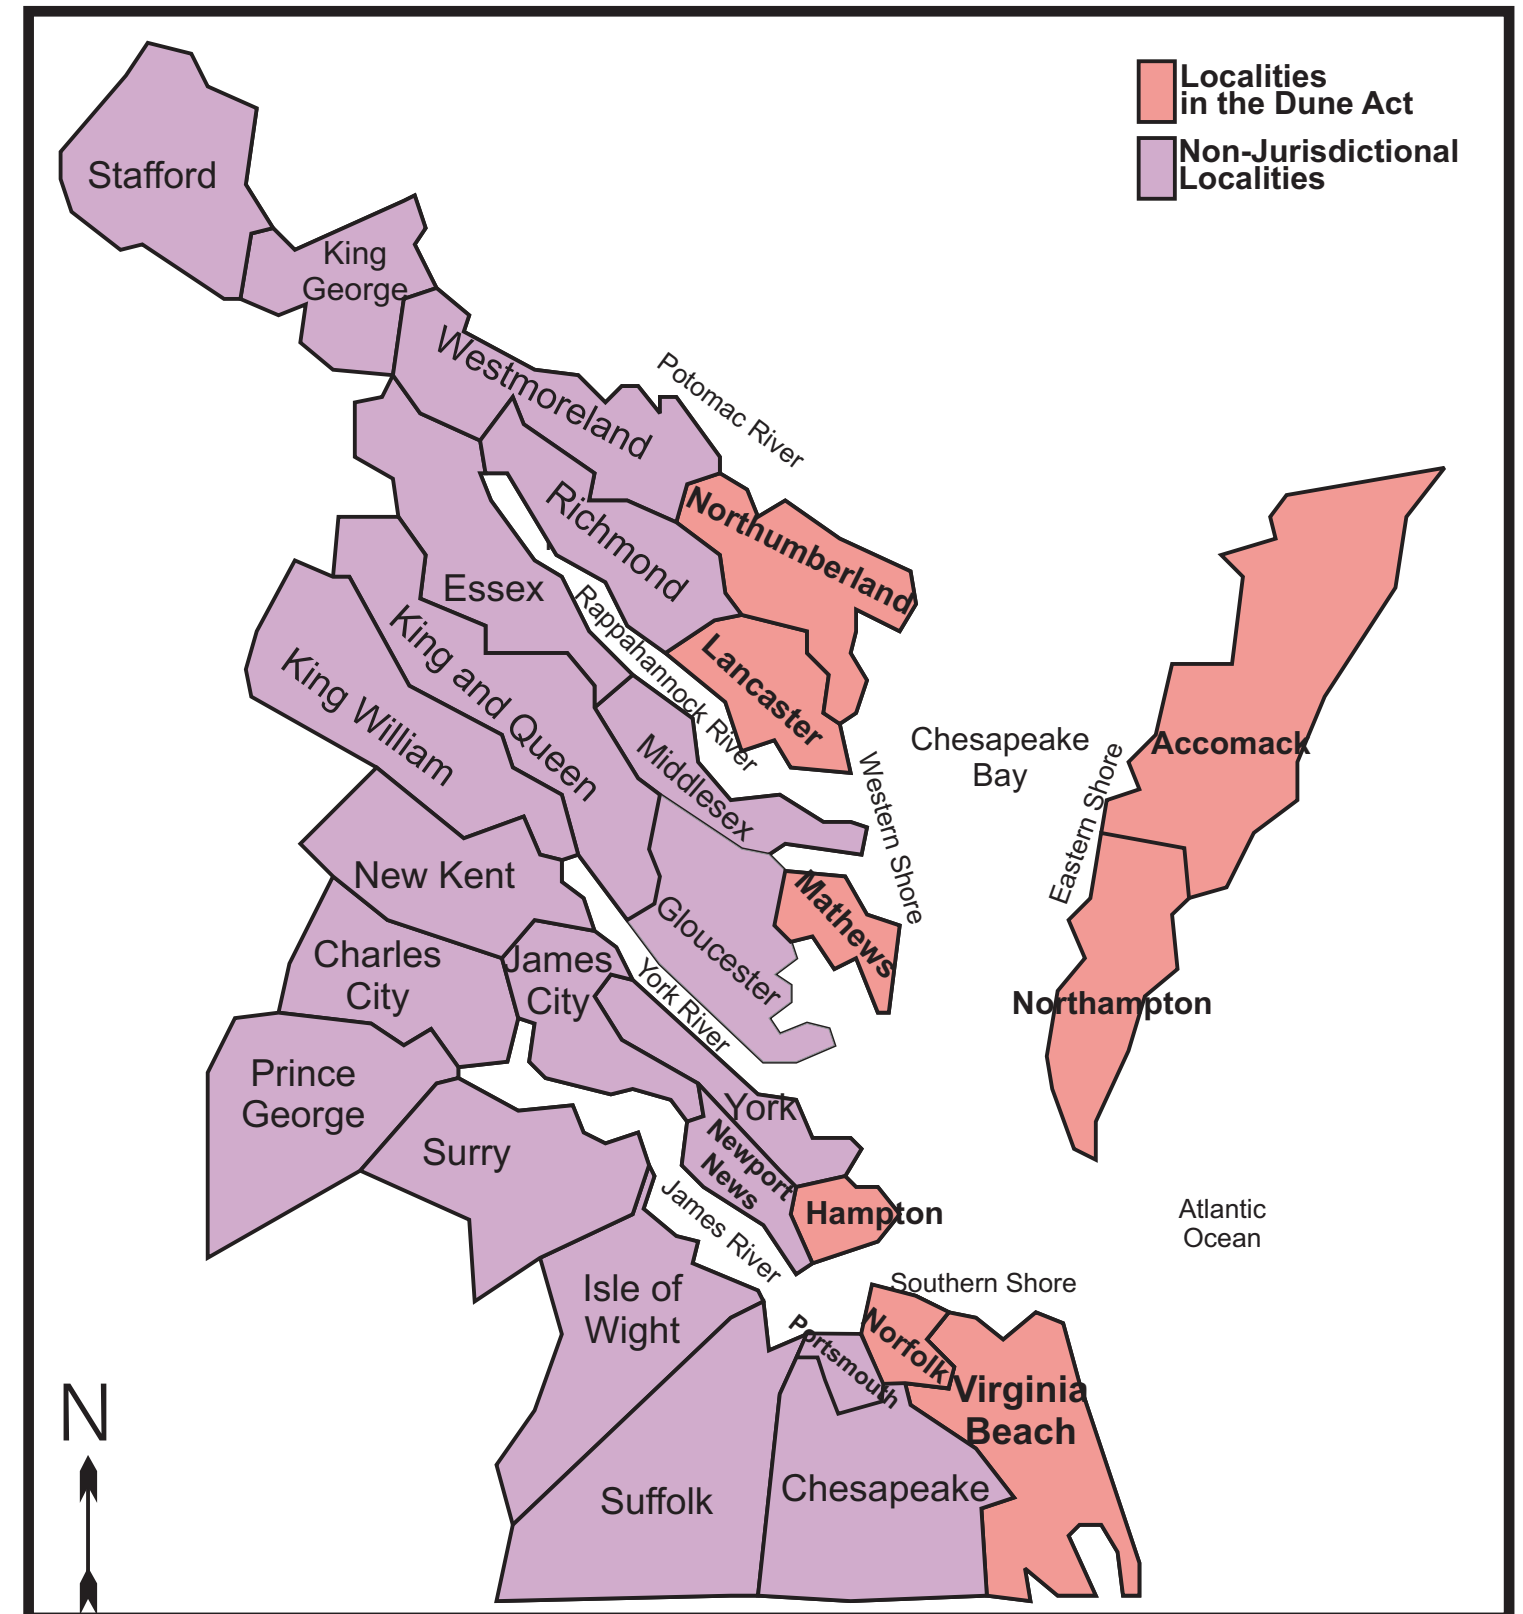 Localities
in the Dune Act
Non-Jurisdictional
Localities
Stafford
King
George
Westmoreland
Potomac River
Northumberland
Richmond
Essex
Rappahannock River
Lancaster
King and Queen
King William
Middlesex
Chesapeake
Bay
Western Shore
Eastern Shore
Accomack
New Kent
Mathews
Gloucester
Charles
City
James
City
York River
Northampton
Prince
George
York
Surry
Newport
News
James River
Hampton
Atlantic
Ocean
Southern Shore
Isle of
Wight
Portsmouth
Norfolk
Virginia
Beach
Chesapeake
Suffolk
N